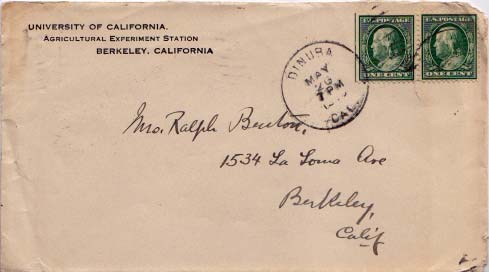 UNIVERSITY OF CALIFORNIA.
AGRICULTURAL EXPERIMENT STATION
BERKELEY, CALIFORNIA
U.S. POSTAGE
ONE CENT
U.S. POSTAGE
ONE CENT
DINUBA
MAY
26
7 PM
CAL.
Mrs. Ralph Benton,
1534 La Loma Ave
Berkeley,
Calif